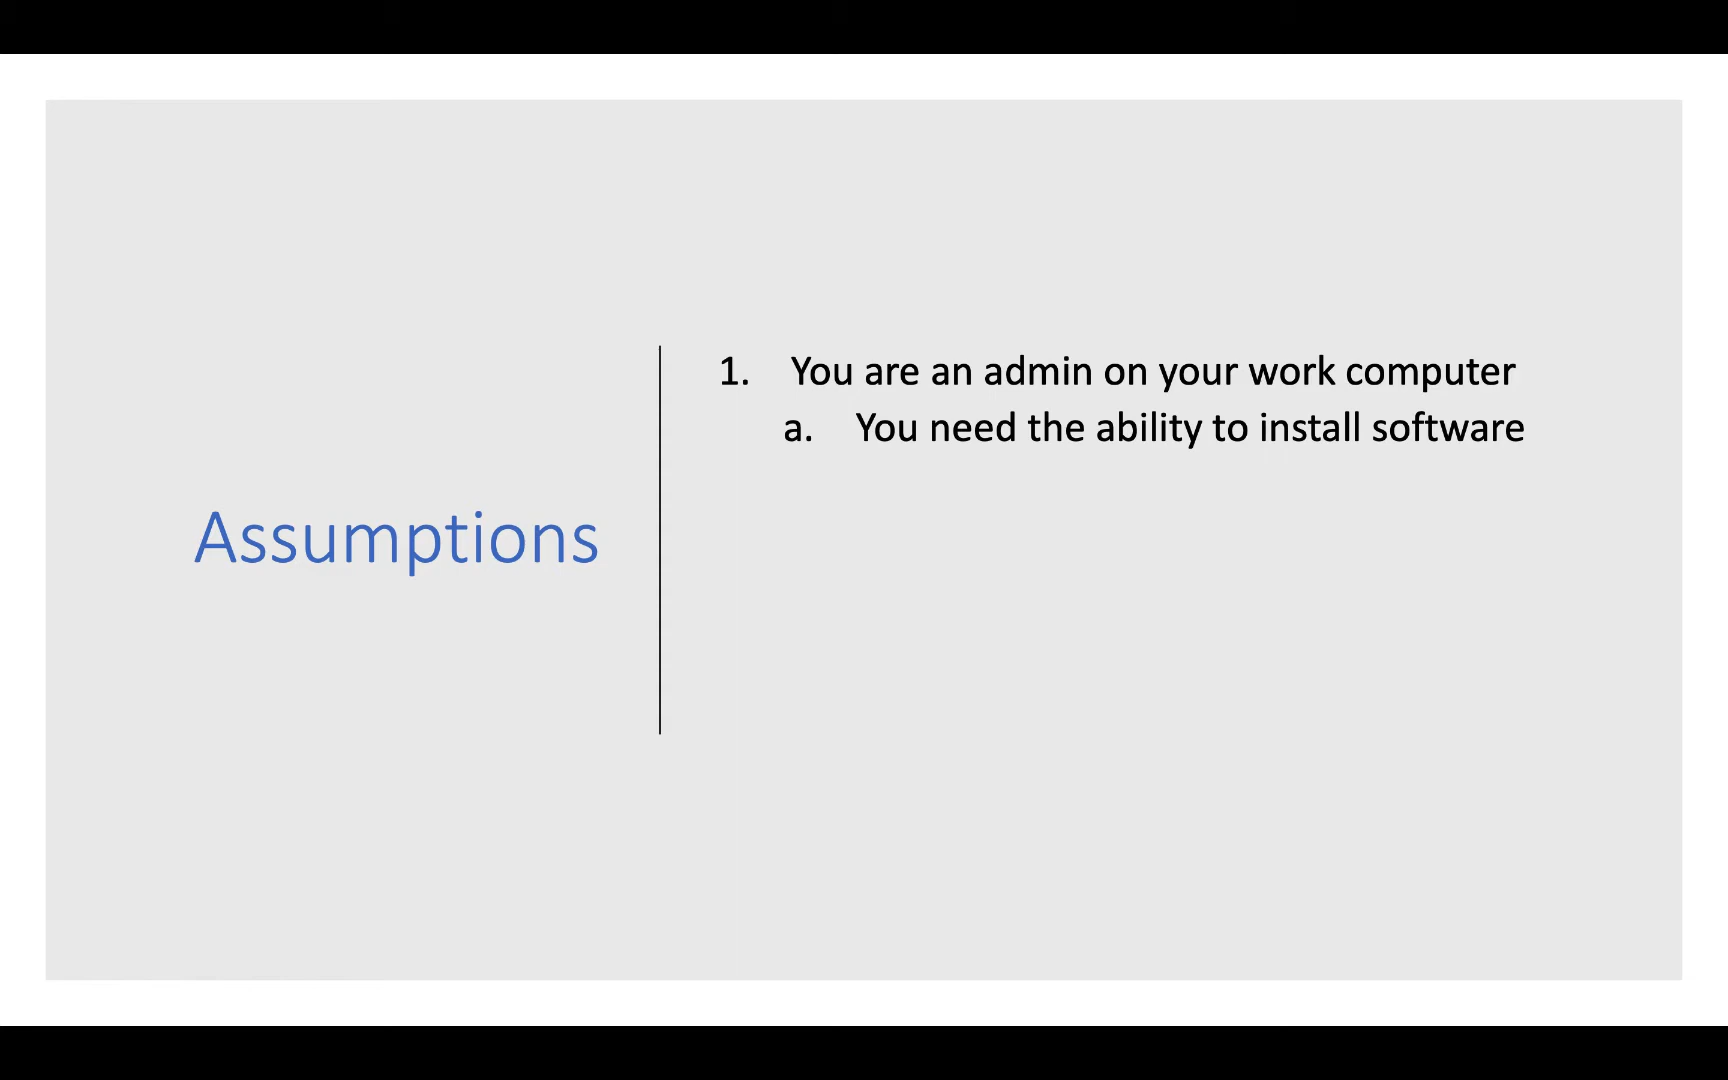 Assumptions
1. You are an admin on your work computer
a. You need the ability to install software